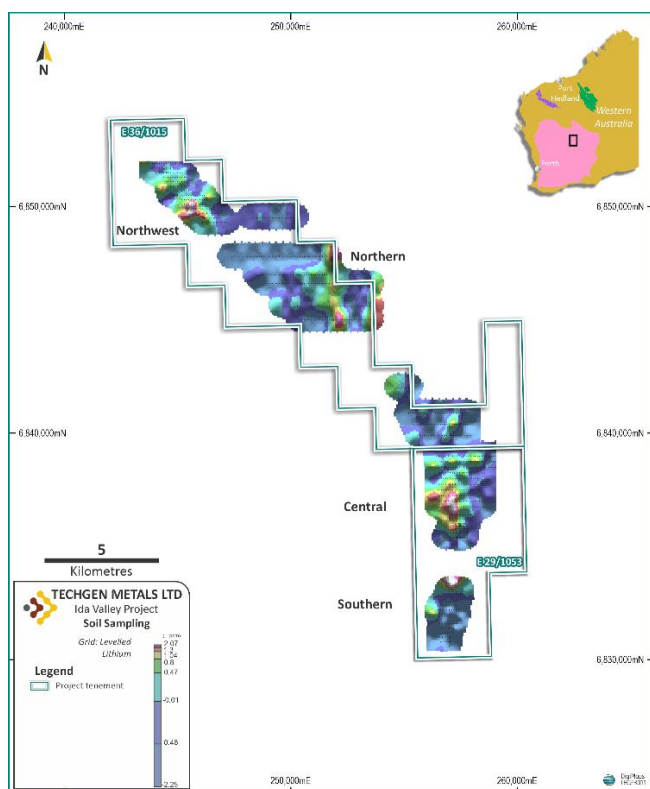 240,000mE
250,000mE
260,000mE
N
Port
Hedland
Western
Australia
Perth
E 36/1015
6,850,000mN
6,850,000mN
Northwest
Northern
6,840,000mN
6,840,000mN
Central
5
Kilometres
E 29/1053
TECHGEN METALS LTD
Ida Valley Project
Soil Sampling
Southern
Grid: Levelled
Lithium
2.07
0.8
0.47
-0.01
0.48
-2.25
Legend
Project tenement
6,830,000mN
250,000mE
260,000mE